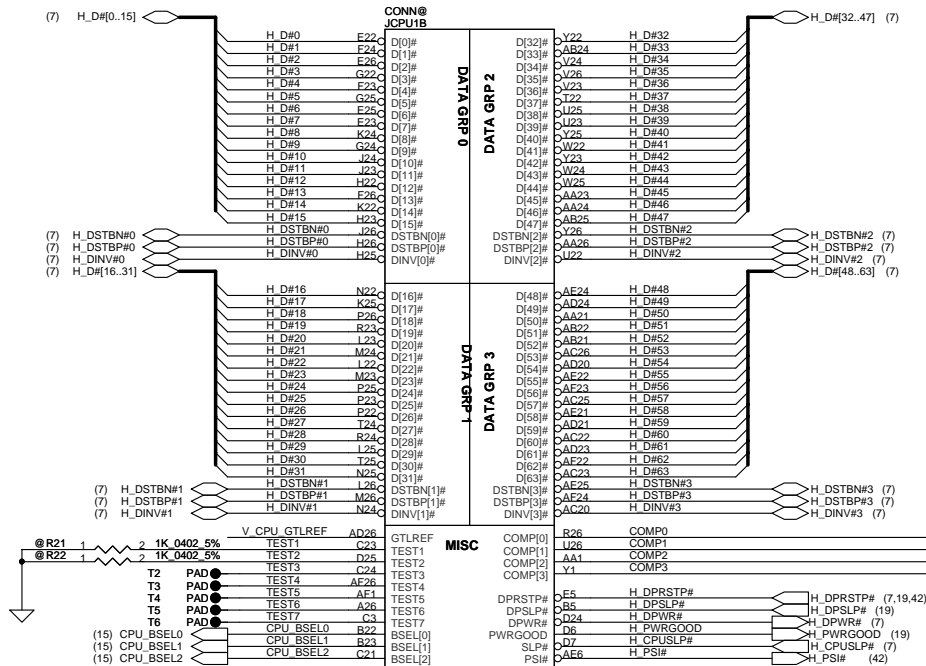 CONN@
JCPU1B
(7) H_D#[0..15] H_D#[32..47] (7)
H_D#0 E22 D[0]# D[32]# Y22 H_D#32
H_D#1 F24 D[1]# D[33]# AB24 H_D#33
H_D#2 E26 D[2]# D[34]# V24 H_D#34
H_D#3 G22 D[3]# D[35]# V26 H_D#35
H_D#4 F23 D[4]# D[36]# V23 H_D#36
H_D#5 G25 D[5]# D[37]# T22 H_D#37
H_D#6 E25 D[6]# D[38]# U25 H_D#38
H_D#7 E23 D[7]# D[39]# U23 H_D#39
H_D#8 K24 D[8]# D[40]# Y25 H_D#40
H_D#9 G24 D[9]# D[41]# W22 H_D#41
H_D#10 J24 D[10]# D[42]# Y23 H_D#42
H_D#11 J23 D[11]# D[43]# W24 H_D#43
H_D#12 H22 D[12]# D[44]# W25 H_D#44
H_D#13 F26 D[13]# D[45]# AA23 H_D#45
H_D#14 K22 D[14]# D[46]# AA24 H_D#46
H_D#15 H23 D[15]# D[47]# AB25 H_D#47
DATA GRP 0
DATA GRP 2
(7) H_DSTBN#0 H_DSTBN#0 J26 DSTBN[0]# DSTBN[2]# Y26 H_DSTBN#2 H_DSTBN#2 (7)
(7) H_DSTBP#0 H_DSTBP#0 H26 DSTBP[0]# DSTBP[2]# AA26 H_DSTBP#2 H_DSTBP#2 (7)
(7) H_DINV#0 H_DINV#0 H25 DINV[0]# DINV[2]# U22 H_DINV#2 H_DINV#2 (7)
(7) H_D#[16..31] H_D#[48..63] (7)
H_D#16 N22 D[16]# D[48]# AE24 H_D#48
H_D#17 K25 D[17]# D[49]# AD24 H_D#49
H_D#18 P26 D[18]# D[50]# AA21 H_D#50
H_D#19 R23 D[19]# D[51]# AB22 H_D#51
H_D#20 L23 D[20]# D[52]# AB21 H_D#52
H_D#21 M24 D[21]# D[53]# AC26 H_D#53
H_D#22 L22 D[22]# D[54]# AD20 H_D#54
H_D#23 M23 D[23]# D[55]# AE22 H_D#55
H_D#24 P25 D[24]# D[56]# AF23 H_D#56
H_D#25 P23 D[25]# D[57]# AC25 H_D#57
H_D#26 P22 D[26]# D[58]# AE21 H_D#58
H_D#27 T24 D[27]# D[59]# AD21 H_D#59
H_D#28 R24 D[28]# D[60]# AC22 H_D#60
H_D#29 L25 D[29]# D[61]# AD23 H_D#61
H_D#30 T25 D[30]# D[62]# AF22 H_D#62
H_D#31 N25 D[31]# D[63]# AC23 H_D#63
DATA GRP 1
DATA GRP 3
(7) H_DSTBN#1 H_DSTBN#1 L26 DSTBN[1]# DSTBN[3]# AE25 H_DSTBN#3 H_DSTBN#3 (7)
(7) H_DSTBP#1 H_DSTBP#1 M26 DSTBP[1]# DSTBP[3]# AF24 H_DSTBP#3 H_DSTBP#3 (7)
(7) H_DINV#1 H_DINV#1 N24 DINV[1]# DINV[3]# AC20 H_DINV#3 H_DINV#3 (7)
V_CPU_GTLREF AD26 GTLREF MISC COMP[0] R26 COMP0
@R21 1 2 1K_0402_5% TEST1 C23 TEST1 COMP[1] U26 COMP1
@R22 1 2 1K_0402_5% TEST2 D25 TEST2 COMP[2] AA1 COMP2
T2 PAD TEST3 C24 TEST3 COMP[3] Y1 COMP3
T3 PAD TEST4 AF26 TEST4
T4 PAD TEST5 AF1 TEST5 DPRSTP# E5 H_DPRSTP# H_DPRSTP# (7,19,42)
T5 PAD TEST6 A26 TEST6 DPSLP# B5 H_DPSLP# H_DPSLP# (19)
T6 PAD TEST7 C3 TEST7 DPWR# D24 H_DPWR# H_DPWR# (7)
(15) CPU_BSEL0 CPU_BSEL0 B22 BSEL[0] PWRGOOD D6 H_PWRGOOD H_PWRGOOD (19)
(15) CPU_BSEL1 CPU_BSEL1 B23 BSEL[1] SLP# D7 H_CPUSLP# H_CPUSLP# (7)
(15) CPU_BSEL2 CPU_BSEL2 C21 BSEL[2] PSI# AE6 H_PSI# H_PSI# (42)